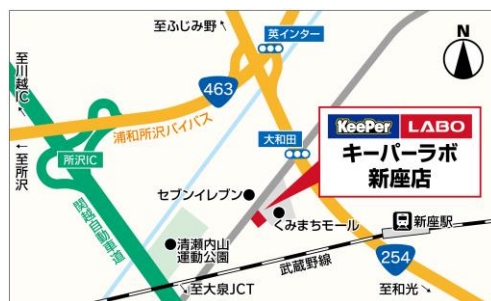 至ふじみ野
英インター
N
至川越IC
463
KeePer LABO
浦和所沢バイパス
大和田
キーパーラボ
新座店
←至所沢
所沢IC
セブンイレブン
くみまちモール
新座駅
関越自動車道
清瀬内山
運動公園
武蔵野線
254
至大泉JCT
至和光